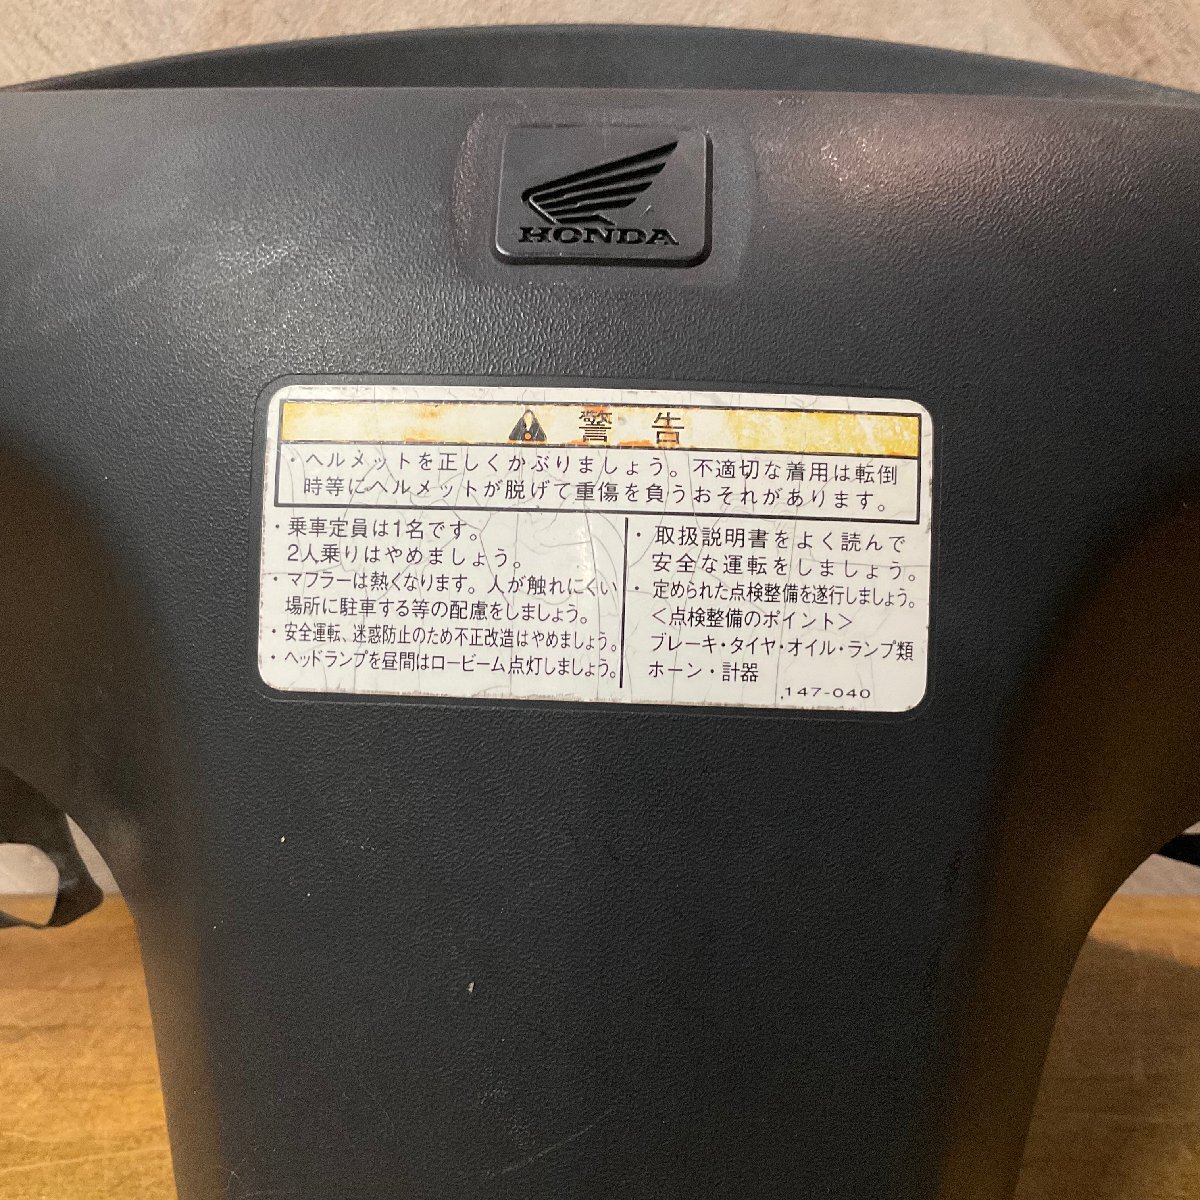 HONDA
警告
・ヘルメットを正しくかぶりましょう。不適切な着用は転倒
時等にヘルメットが脱げて重傷を負うおそれがあります。
・乗車定員は1名です。
2人乗りはやめましょう。
・マフラーは熱くなります。人が触れにくい
場所に駐車する等の配慮をしましょう。
・安全運転、迷惑防止のため不正改造はやめましょう。
・ヘッドランプを昼間はロービーム点灯しましょう。
・取扱説明書をよく読んで
安全な運転をしましょう。
・定められた点検整備を遂行しましょう。
＜点検整備のポイント＞
ブレーキ・タイヤ・オイル・ランプ類
ホーン・計器
147-040